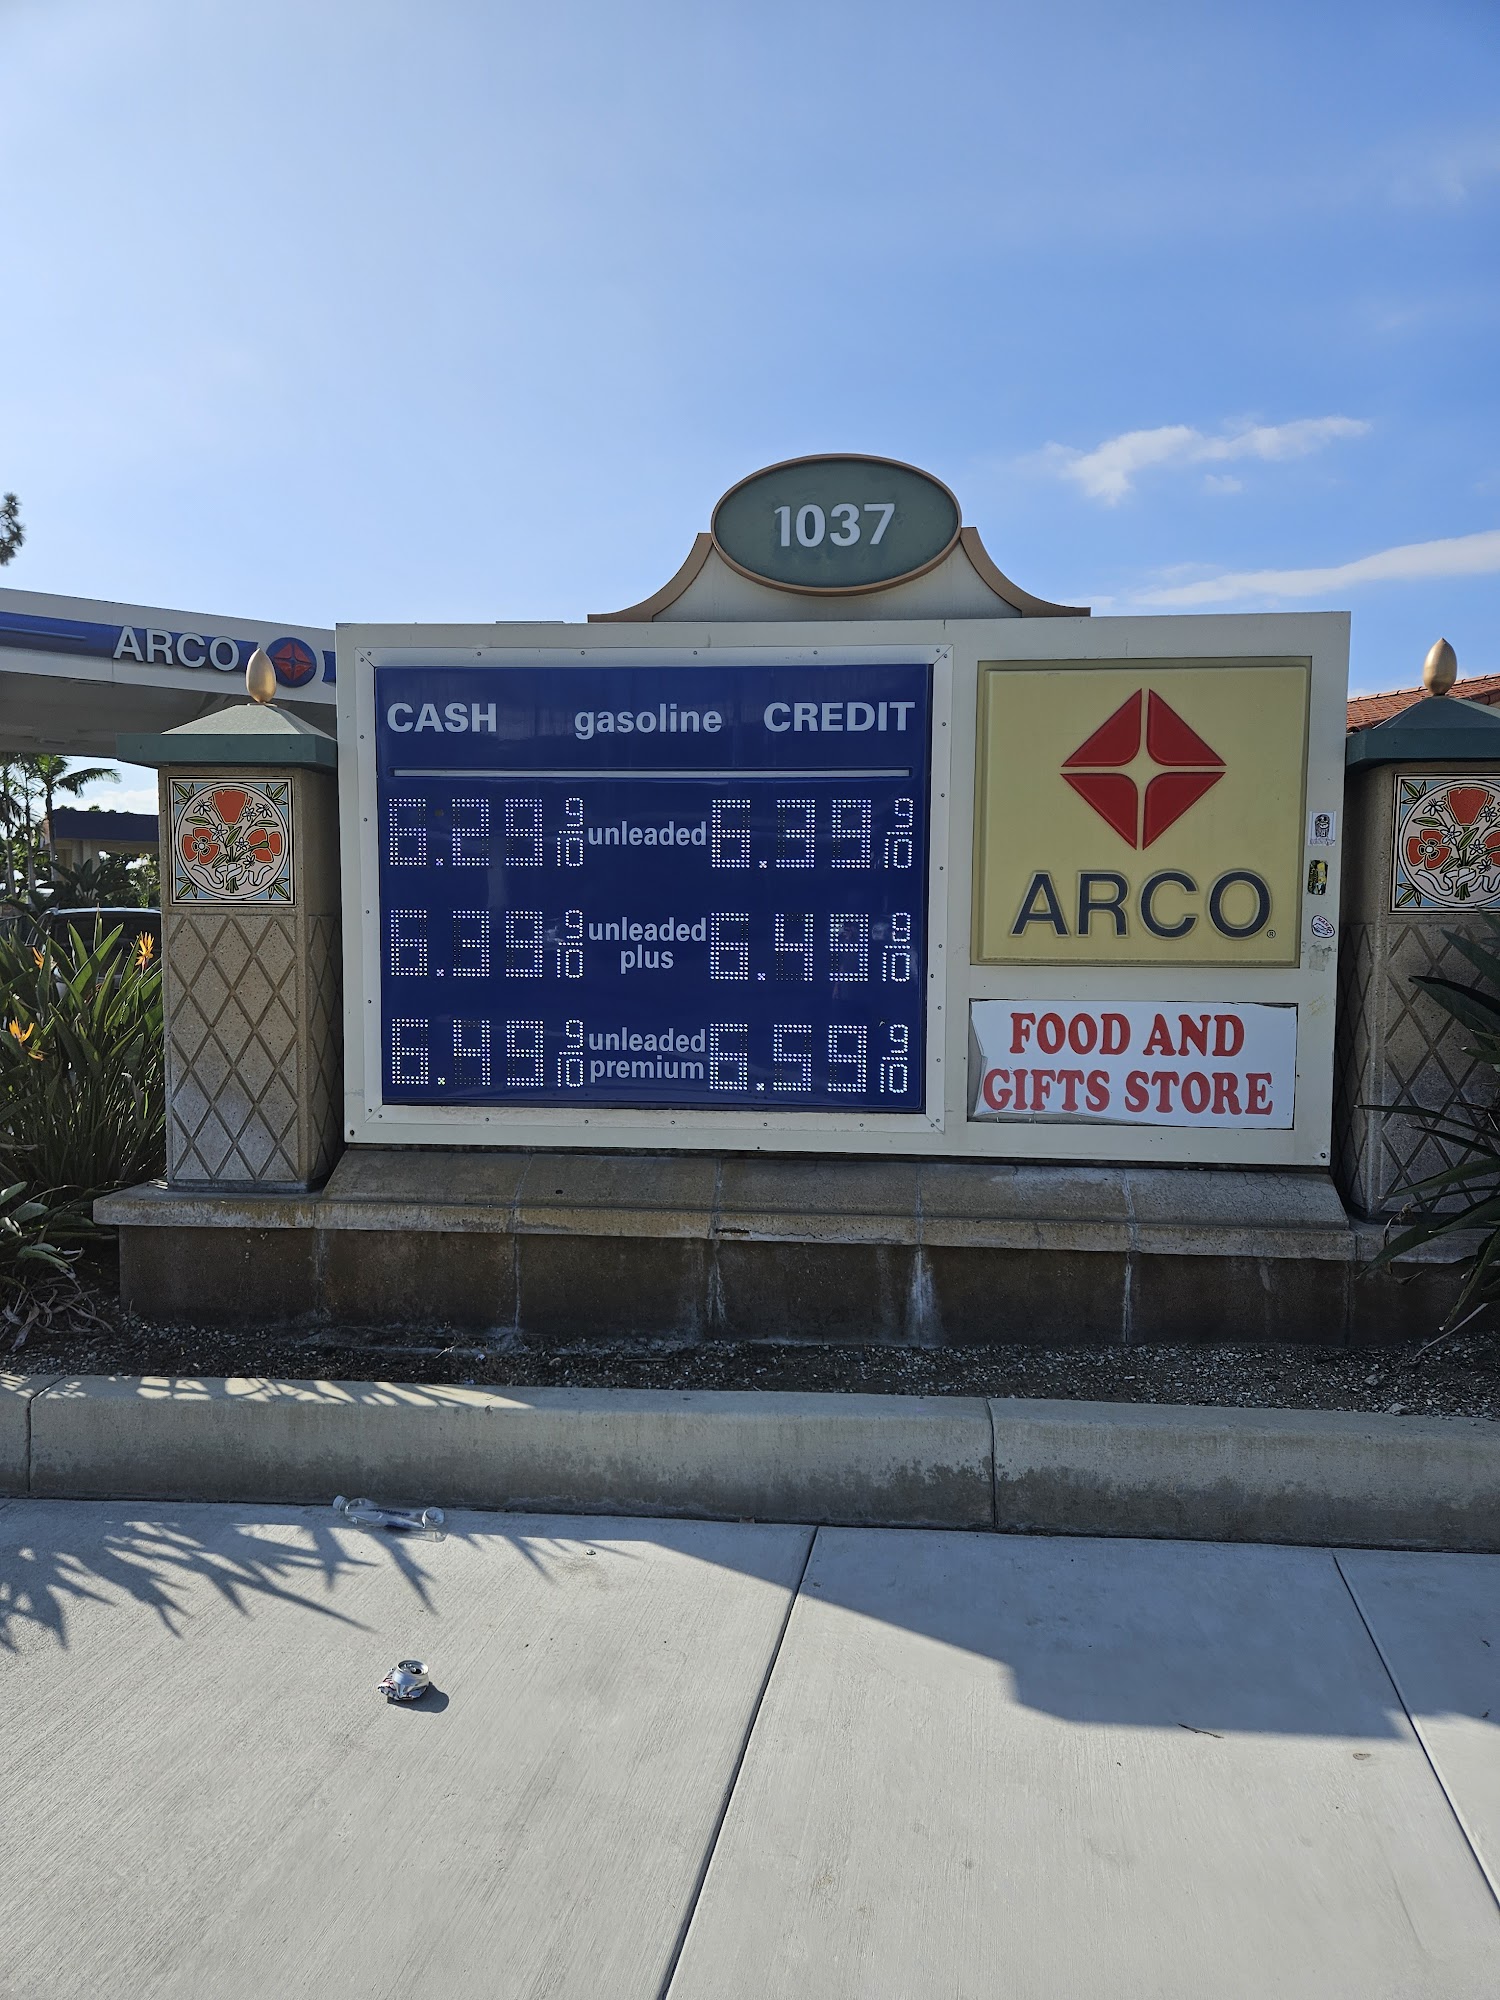 1037
ARCO
CASH gasoline CREDIT
6.29 9/10 unleaded 6.39 9/10
6.39 9/10 unleaded plus 6.49 9/10
6.49 9/10 unleaded premium 6.59 9/10
ARCO®
FOOD AND
GIFTS STORE